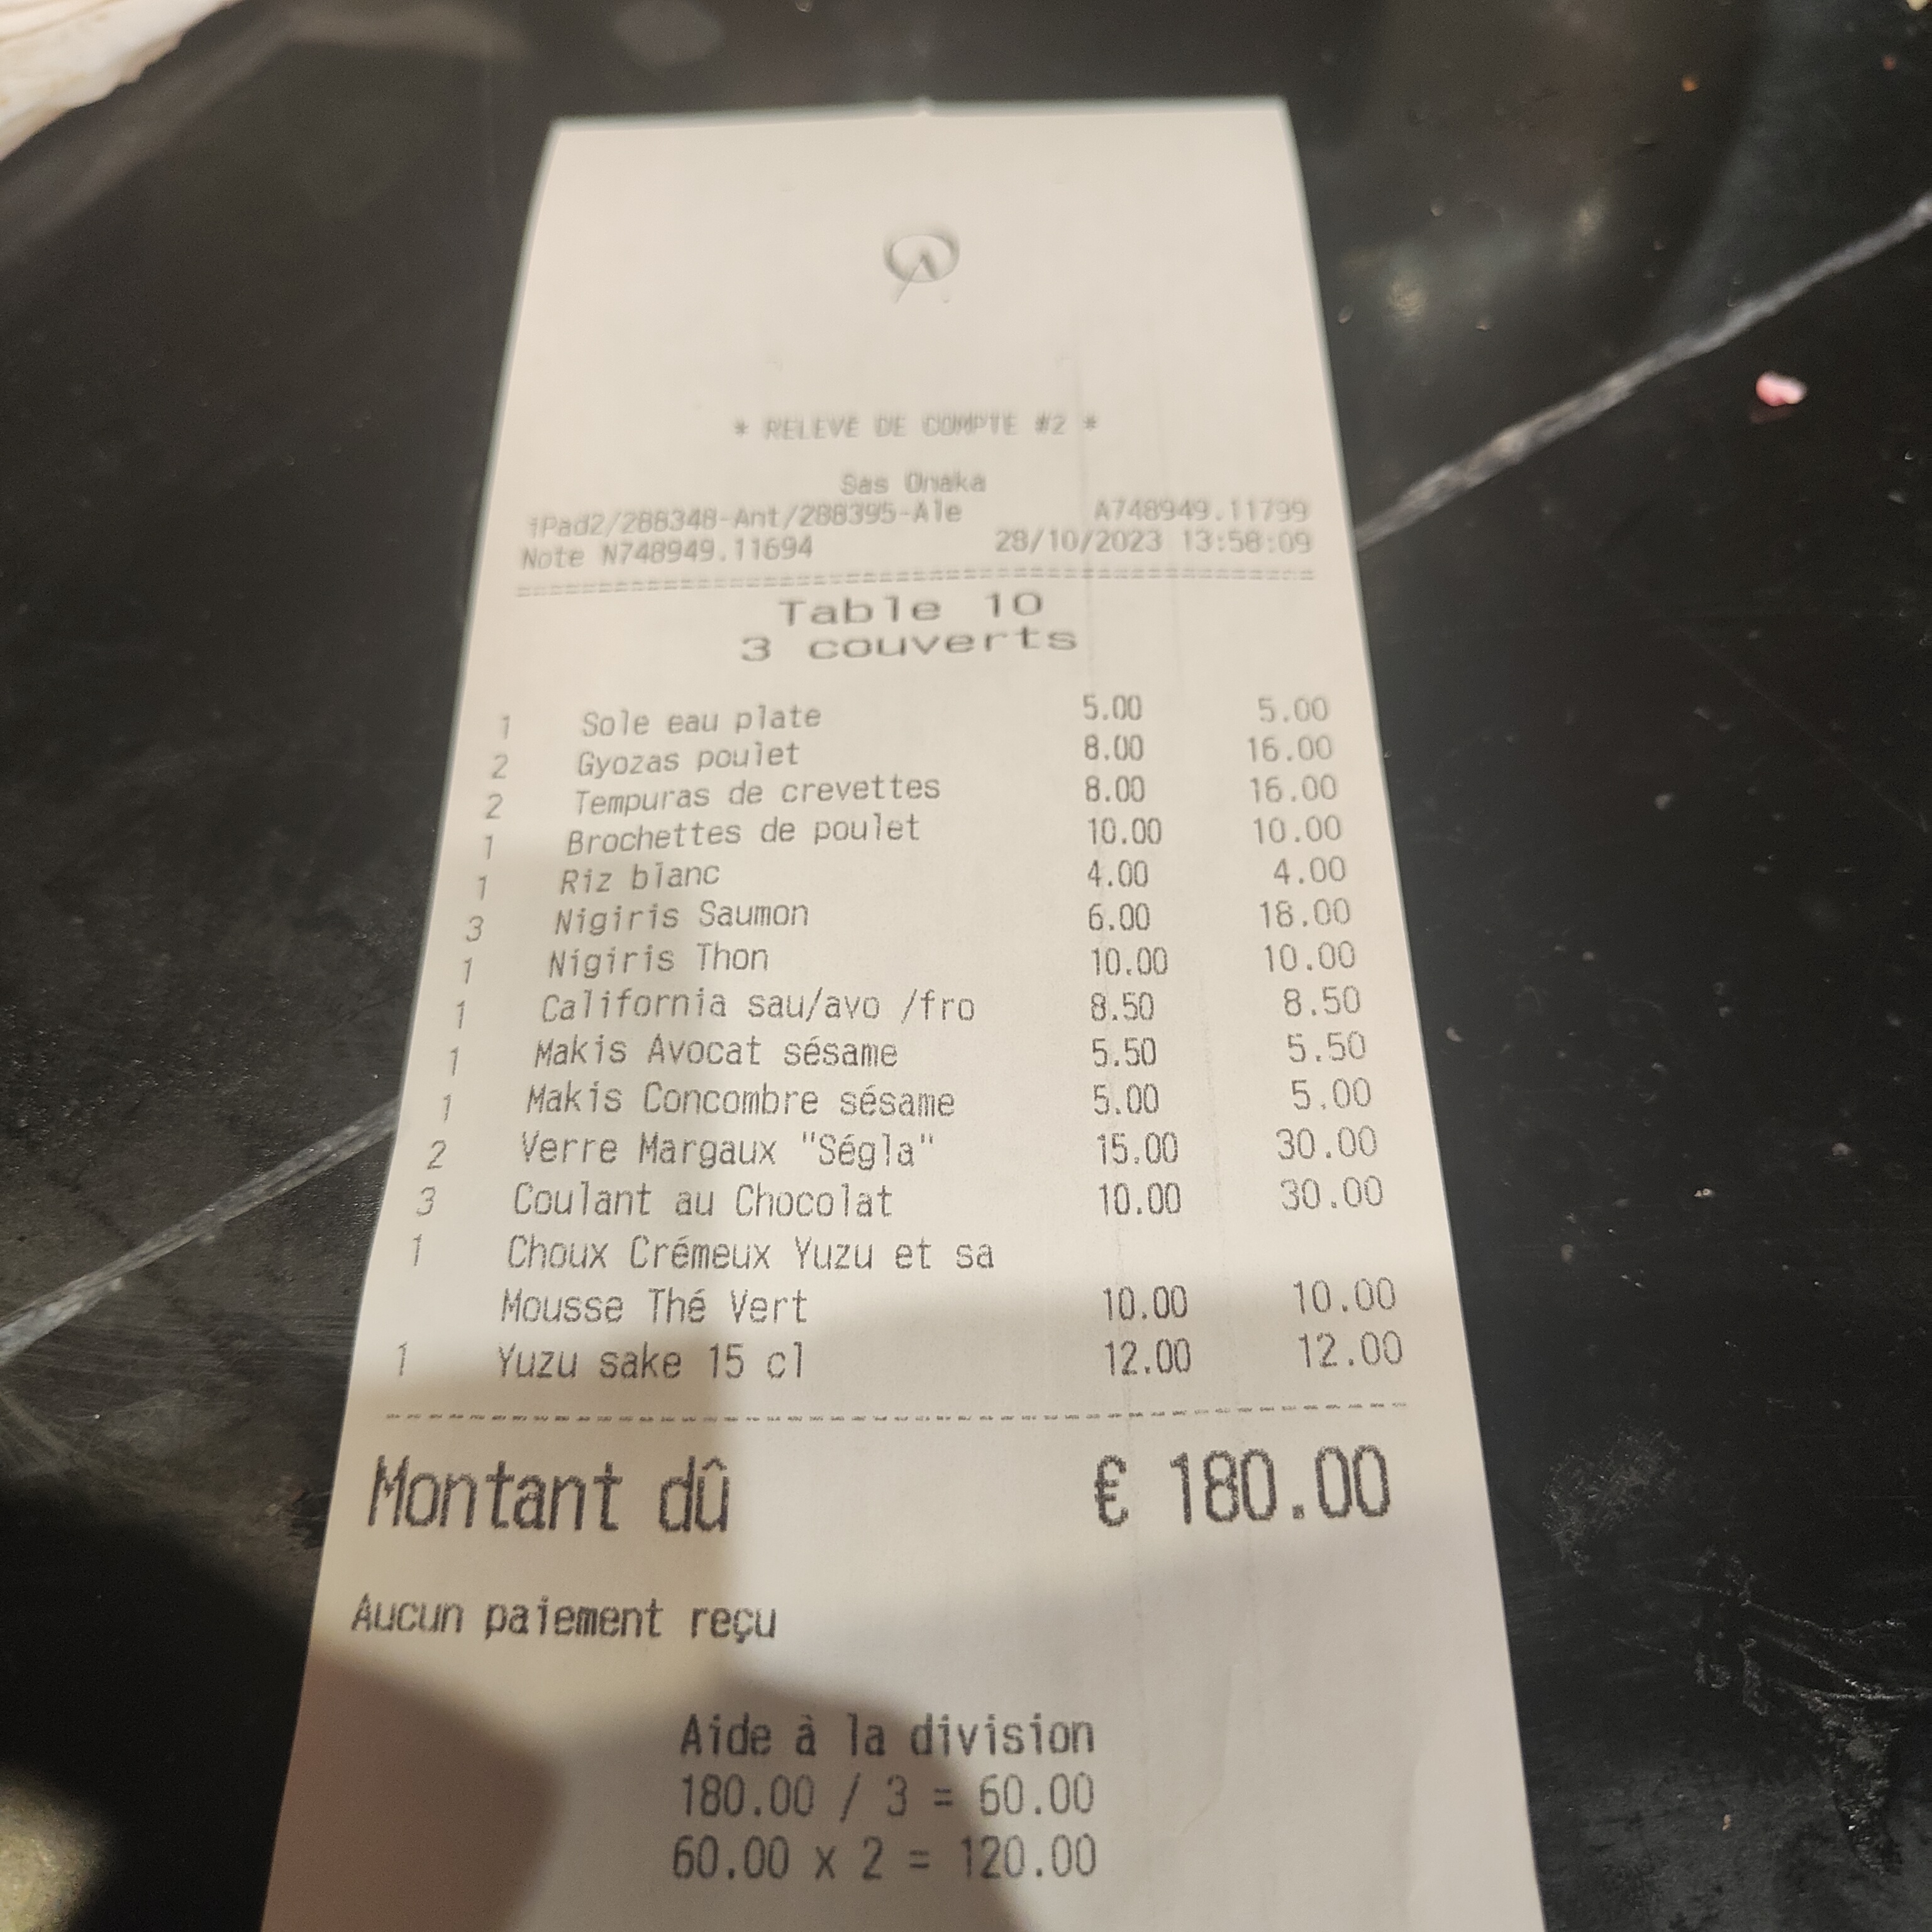 * RELEVE DE COMPTE #2 *
Sas Onaka
iPad2/288348-Ant/288395-Ale A748949.11799
Note N748949.11694 28/10/2023 13:58:09
Table 10
3 couverts
1 Sole eau plate 5.00 5.00
2 Gyozas poulet 8.00 16.00
2 Tempuras de crevettes 8.00 16.00
1 Brochettes de poulet 10.00 10.00
1 Riz blanc 4.00 4.00
3 Nigiris Saumon 6.00 18.00
1 Nigiris Thon 10.00 10.00
1 California sau/avo /fro 8.50 8.50
1 Makis Avocat sésame 5.50 5.50
1 Makis Concombre sésame 5.00 5.00
2 Verre Margaux "Ségla" 15.00 30.00
3 Coulant au Chocolat 10.00 30.00
1 Choux Crémeux Yuzu et sa
Mousse Thé Vert 10.00 10.00
1 Yuzu sake 15 cl 12.00 12.00
Montant dû € 180.00
Aucun paiement reçu
Aide à la division
180.00 / 3 = 60.00
60.00 x 2 = 120.00